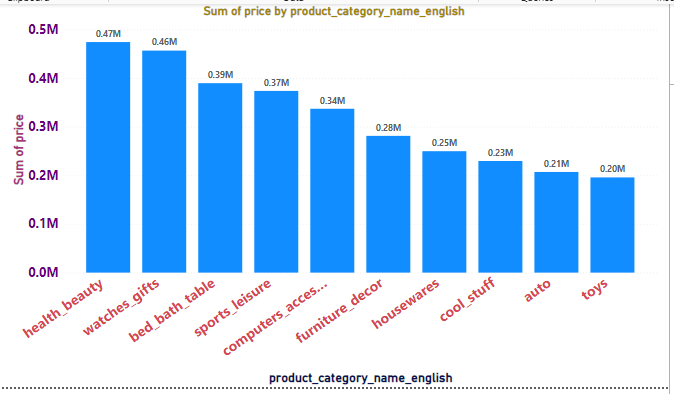 Sum of price by product_category_name_english
0.5M
0.4M
0.3M
0.2M
0.1M
0.0M
Sum of price
0.47M
0.46M
0.39M
0.37M
0.34M
0.28M
0.25M
0.23M
0.21M
0.20M
health_beauty
watches_gifts
bed_bath_table
sports_leisure
computers_acces...
furniture_decor
housewares
cool_stuff
auto
toys
product_category_name_english